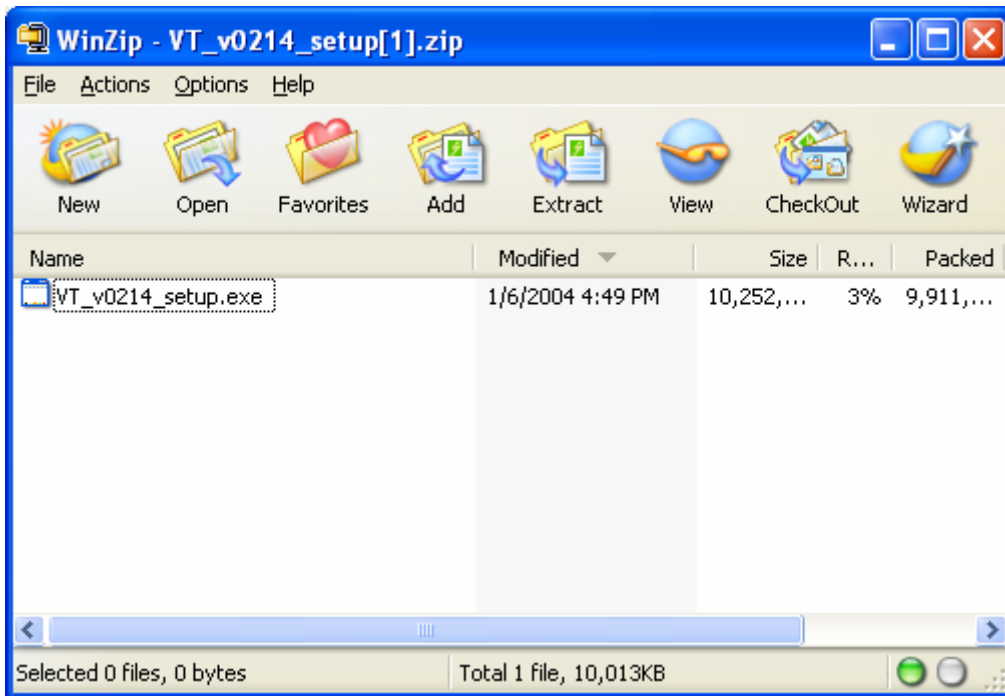 WinZip - VT_v0214_setup[1].zip
File Actions Options Help
New Open Favorites Add Extract View CheckOut Wizard
Name Modified Size R... Packed
VT_v0214_setup.exe 1/6/2004 4:49 PM 10,252,... 3% 9,911,...
Selected 0 files, 0 bytes Total 1 file, 10,013KB